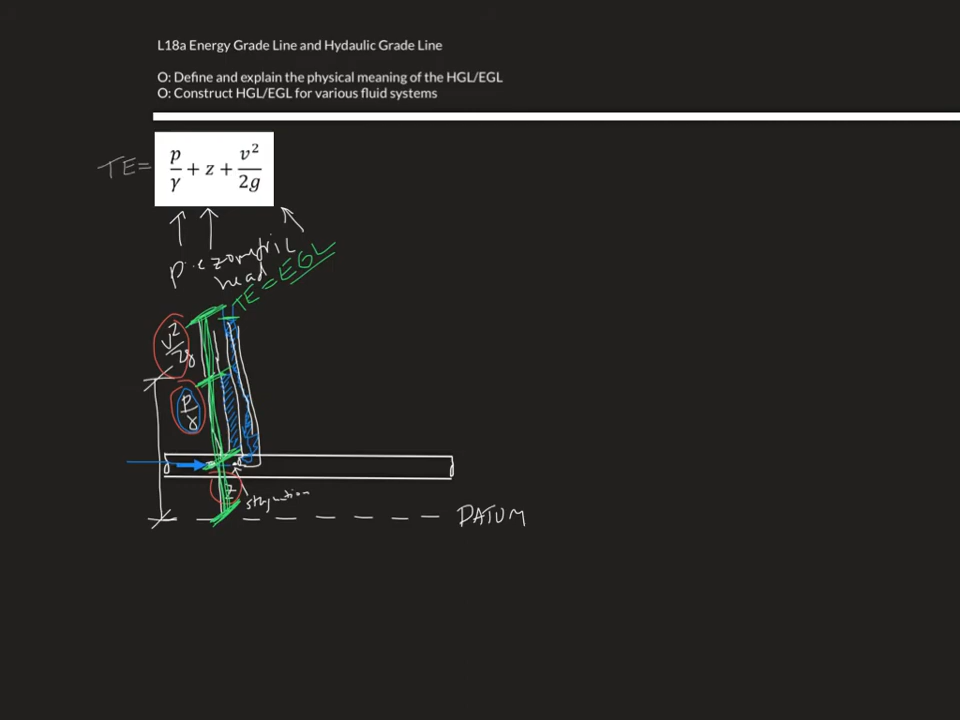 L18a Energy Grade Line and Hydaulic Grade Line
O: Define and explain the physical meaning of the HGL/EGL
O: Construct HGL/EGL for various fluid systems
TE= p/γ + z + v²/2g
piezometric
head
TE = EGL
v²/2g
p/γ
z
stagnation
DATUM